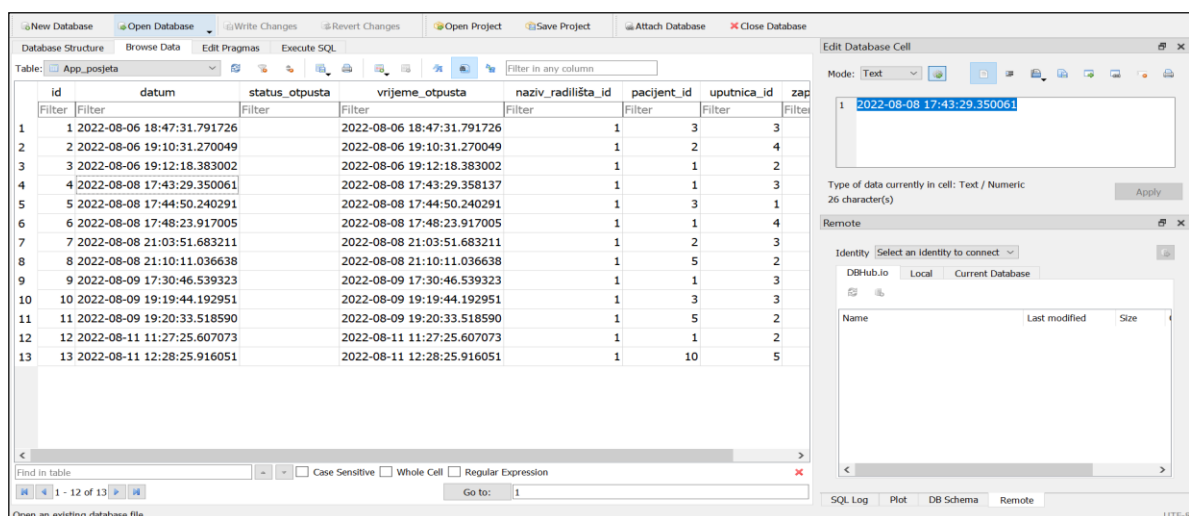 New Database Open Database Write Changes Revert Changes Open Project Save Project Attach Database Close Database
Database Structure Browse Data Edit Pragmas Execute SQL
Table: App_posjeta Filter in any column
id datum status_otpusta vrijeme_otpusta naziv_radilišta_id pacijent_id uputnica_id zap
Filter Filter Filter Filter Filter Filter Filter Filter
1 1 2022-08-06 18:47:31.791726 2022-08-06 18:47:31.791726 1 3 3
2 2 2022-08-06 19:10:31.270049 2022-08-06 19:10:31.270049 1 2 4
3 3 2022-08-06 19:12:18.383002 2022-08-06 19:12:18.383002 1 1 2
4 4 2022-08-08 17:43:29.350061 2022-08-08 17:43:29.358137 1 1 3
5 5 2022-08-08 17:44:50.240291 2022-08-08 17:44:50.240291 1 3 1
6 6 2022-08-08 17:48:23.917005 2022-08-08 17:48:23.917005 1 1 4
7 7 2022-08-08 21:03:51.683211 2022-08-08 21:03:51.683211 1 2 3
8 8 2022-08-08 21:10:11.036638 2022-08-08 21:10:11.036638 1 5 2
9 9 2022-08-09 17:30:46.539323 2022-08-09 17:30:46.539323 1 1 3
10 10 2022-08-09 19:19:44.192951 2022-08-09 19:19:44.192951 1 3 3
11 11 2022-08-09 19:20:33.518590 2022-08-09 19:20:33.518590 1 5 2
12 12 2022-08-11 11:27:25.607073 2022-08-11 11:27:25.607073 1 1 2
13 13 2022-08-11 12:28:25.916051 2022-08-11 12:28:25.916051 1 10 5
Find in table Case Sensitive Whole Cell Regular Expression
1 - 12 of 13 Go to: 1
Open an existing database file
Edit Database Cell
Mode: Text
1 2022-08-08 17:43:29.350061
Type of data currently in cell: Text / Numeric
26 character(s)
Apply
Remote
Identity Select an identity to connect
DBHub.io Local Current Database
Name Last modified Size
SQL Log Plot DB Schema Remote